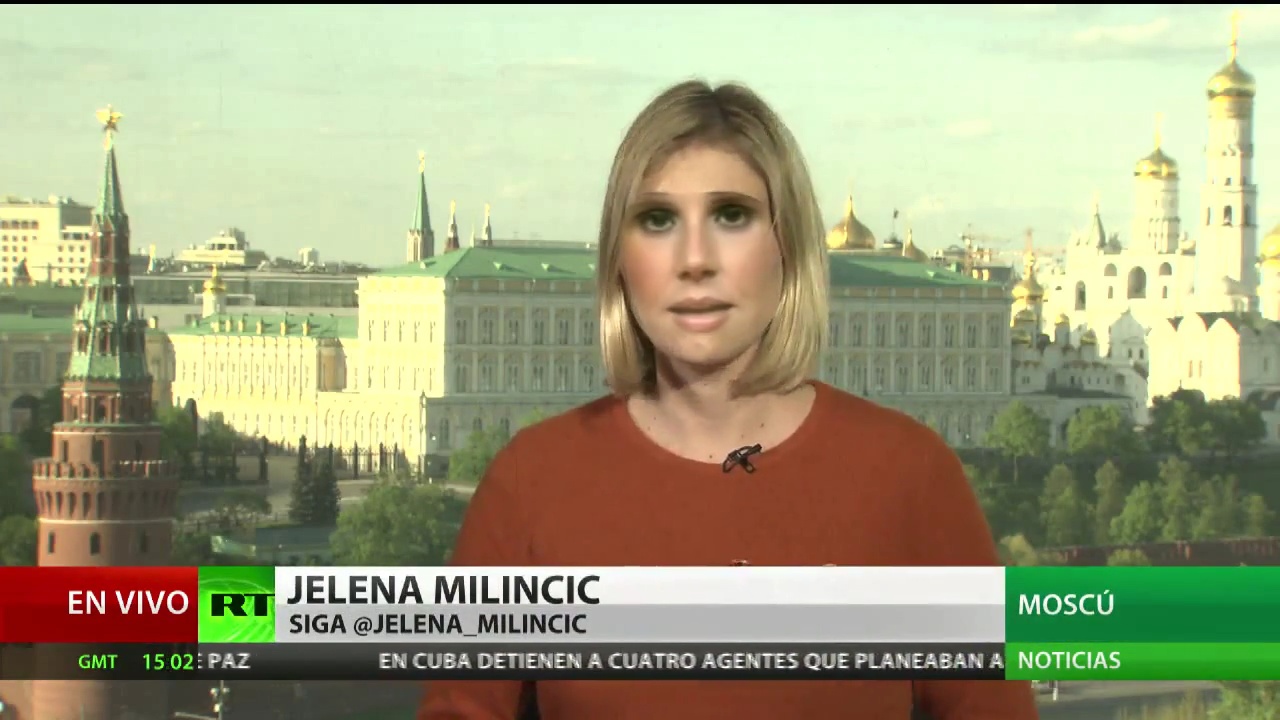 JELENA MILINCIC
SIGA @JELENA_MILINCIC
EN VIVO
RT
MOSCÚ
GMT 15:02
PAZ EN CUBA DETIENEN A CUATRO AGENTES QUE PLANEABAN A
NOTICIAS